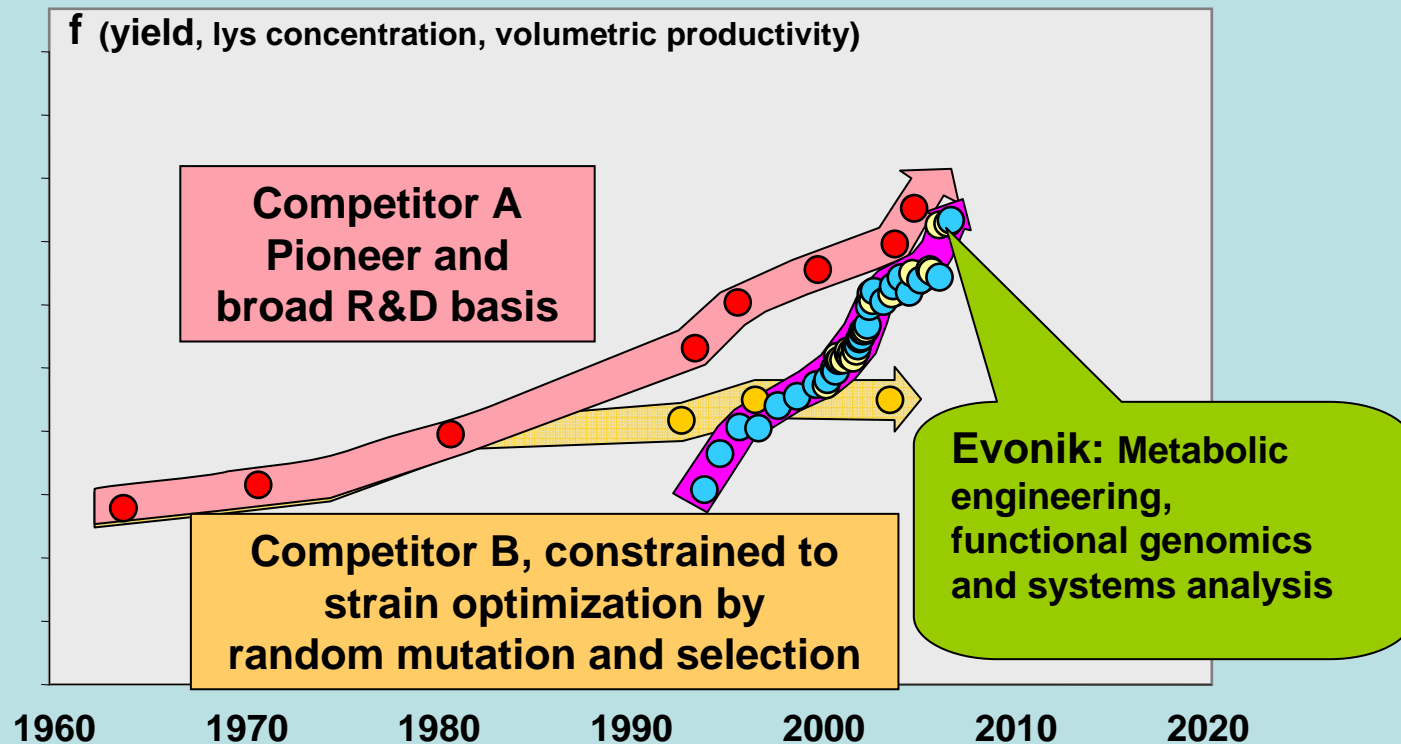 f (yield, lys concentration, volumetric productivity)
Competitor A
Pioneer and
broad R&D basis
Evonik: Metabolic
engineering,
functional genomics
and systems analysis
Competitor B, constrained to
strain optimization by
random mutation and selection
1960 1970 1980 1990 2000 2010 2020